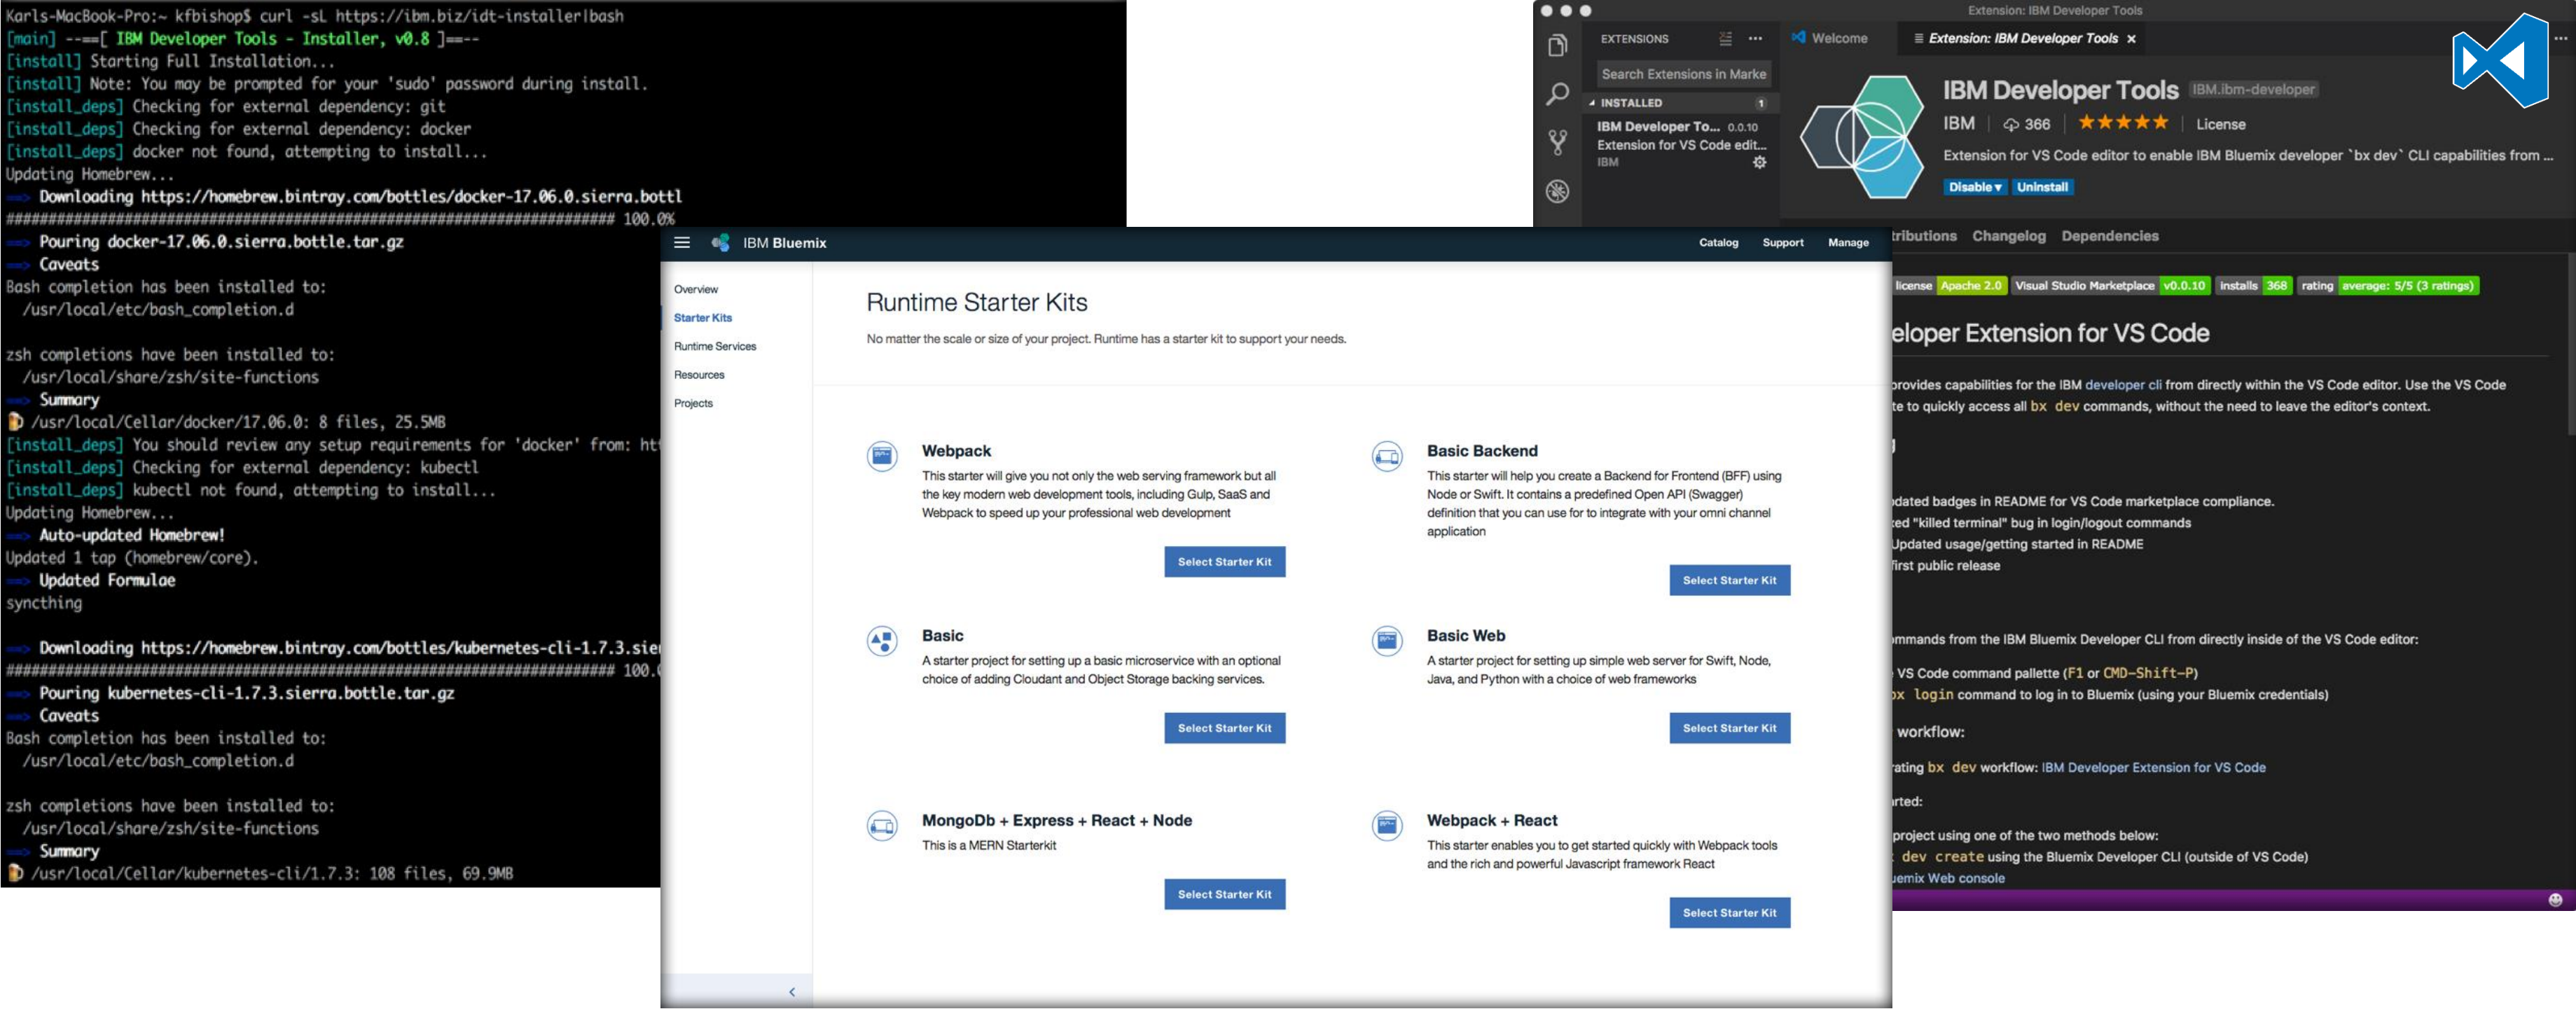 Karls-MacBook-Pro:~ kfbishop$ curl -sL https://ibm.biz/idt-installer|bash
[main] --==[ IBM Developer Tools - Installer, v0.8 ]==--
[install] Starting Full Installation...
[install] Note: You may be prompted for your 'sudo' password during install.
[install_deps] Checking for external dependency: git
[install_deps] Checking for external dependency: docker
[install_deps] docker not found, attempting to install...
Updating Homebrew...
==> Downloading https://homebrew.bintray.com/bottles/docker-17.06.0.sierra.bottl
######################################################################## 100.0%
==> Pouring docker-17.06.0.sierra.bottle.tar.gz
==> Caveats
Bash completion has been installed to:
/usr/local/etc/bash_completion.d
zsh completions have been installed to:
/usr/local/share/zsh/site-functions
==> Summary
🍺 /usr/local/Cellar/docker/17.06.0: 8 files, 25.5MB
[install_deps] You should review any setup requirements for 'docker' from: ht
[install_deps] Checking for external dependency: kubectl
[install_deps] kubectl not found, attempting to install...
Updating Homebrew...
==> Auto-updated Homebrew!
Updated 1 tap (homebrew/core).
==> Updated Formulae
syncthing
==> Downloading https://homebrew.bintray.com/bottles/kubernetes-cli-1.7.3.sie
######################################################################## 100.
==> Pouring kubernetes-cli-1.7.3.sierra.bottle.tar.gz
==> Caveats
Bash completion has been installed to:
/usr/local/etc/bash_completion.d
zsh completions have been installed to:
/usr/local/share/zsh/site-functions
==> Summary
🍺 /usr/local/Cellar/kubernetes-cli/1.7.3: 108 files, 69.9MB
IBM Bluemix
Catalog Support Manage
Overview
Starter Kits
Runtime Services
Resources
Projects
Runtime Starter Kits
No matter the scale or size of your project. Runtime has a starter kit to support your needs.
Webpack
This starter will give you not only the web serving framework but all
the key modern web development tools, including Gulp, SaaS and
Webpack to speed up your professional web development
Select Starter Kit
Basic Backend
This starter will help you create a Backend for Frontend (BFF) using
Node or Swift. It contains a predefined Open API (Swagger)
definition that you can use for to integrate with your omni channel
application
Select Starter Kit
Basic
A starter project for setting up a basic microservice with an optional
choice of adding Cloudant and Object Storage backing services.
Select Starter Kit
Basic Web
A starter project for setting up simple web server for Swift, Node,
Java, and Python with a choice of web frameworks
Select Starter Kit
MongoDb + Express + React + Node
This is a MERN Starterkit
Select Starter Kit
Webpack + React
This starter enables you to get started quickly with Webpack tools
and the rich and powerful Javascript framework React
Select Starter Kit
Extension: IBM Developer Tools
EXTENSIONS
Search Extensions in Marke
INSTALLED 1
IBM Developer To... 0.0.10
Extension for VS Code edit...
IBM
Welcome
Extension: IBM Developer Tools
IBM Developer Tools IBM.ibm-developer
IBM 366 ★★★★★ License
Extension for VS Code editor to enable IBM Bluemix developer `bx dev` CLI capabilities from ...
Disable Uninstall
tributions Changelog Dependencies
license Apache 2.0 Visual Studio Marketplace v0.0.10 installs 368 rating average: 5/5 (3 ratings)
eloper Extension for VS Code
provides capabilities for the IBM developer cli from directly within the VS Code editor. Use the VS Code
te to quickly access all bx dev commands, without the need to leave the editor's context.
dated badges in README for VS Code marketplace compliance.
ed "killed terminal" bug in login/logout commands
Updated usage/getting started in README
first public release
mmands from the IBM Bluemix Developer CLI from directly inside of the VS Code editor:
VS Code command pallette (F1 or CMD-Shift-P)
bx login command to log in to Bluemix (using your Bluemix credentials)
workflow:
rating bx dev workflow: IBM Developer Extension for VS Code
rted:
project using one of the two methods below:
dev create using the Bluemix Developer CLI (outside of VS Code)
uemix Web console